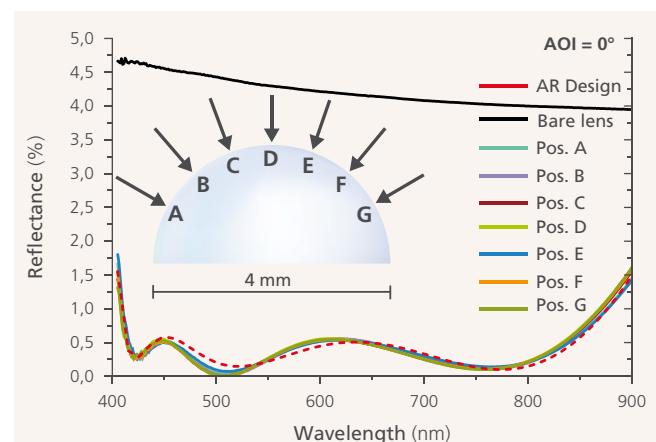 5,0
4,5
4,0
3,5
3,0
2,5
2,0
1,5
1,0
0,5
0,0
Reflectance (%)
AOI = 0°
AR Design
Bare lens
Pos. A
Pos. B
Pos. C
Pos. D
Pos. E
Pos. F
Pos. G
A
B
C
D
E
F
G
4 mm
400
500
600
700
800
900
Wavelength (nm)